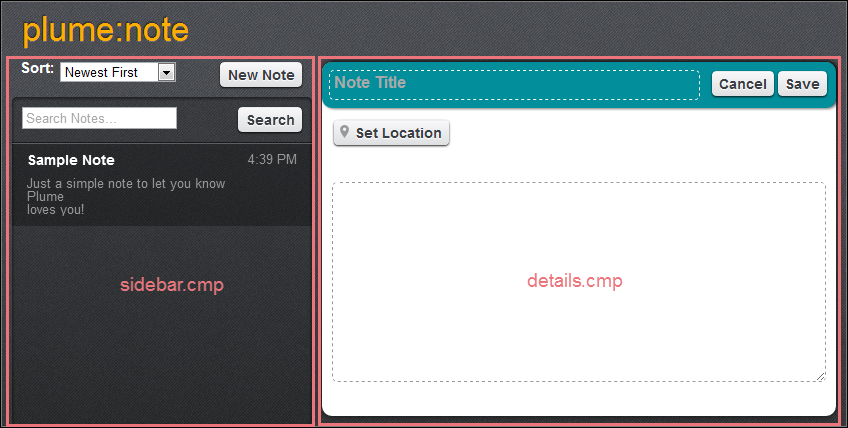 plume:note
Sort: Newest First New Note
Search Notes... Search
Sample Note 4:39 PM
Just a simple note to let you know
Plume
loves you!
sidebar.cmp
Note Title Cancel Save
Set Location
details.cmp